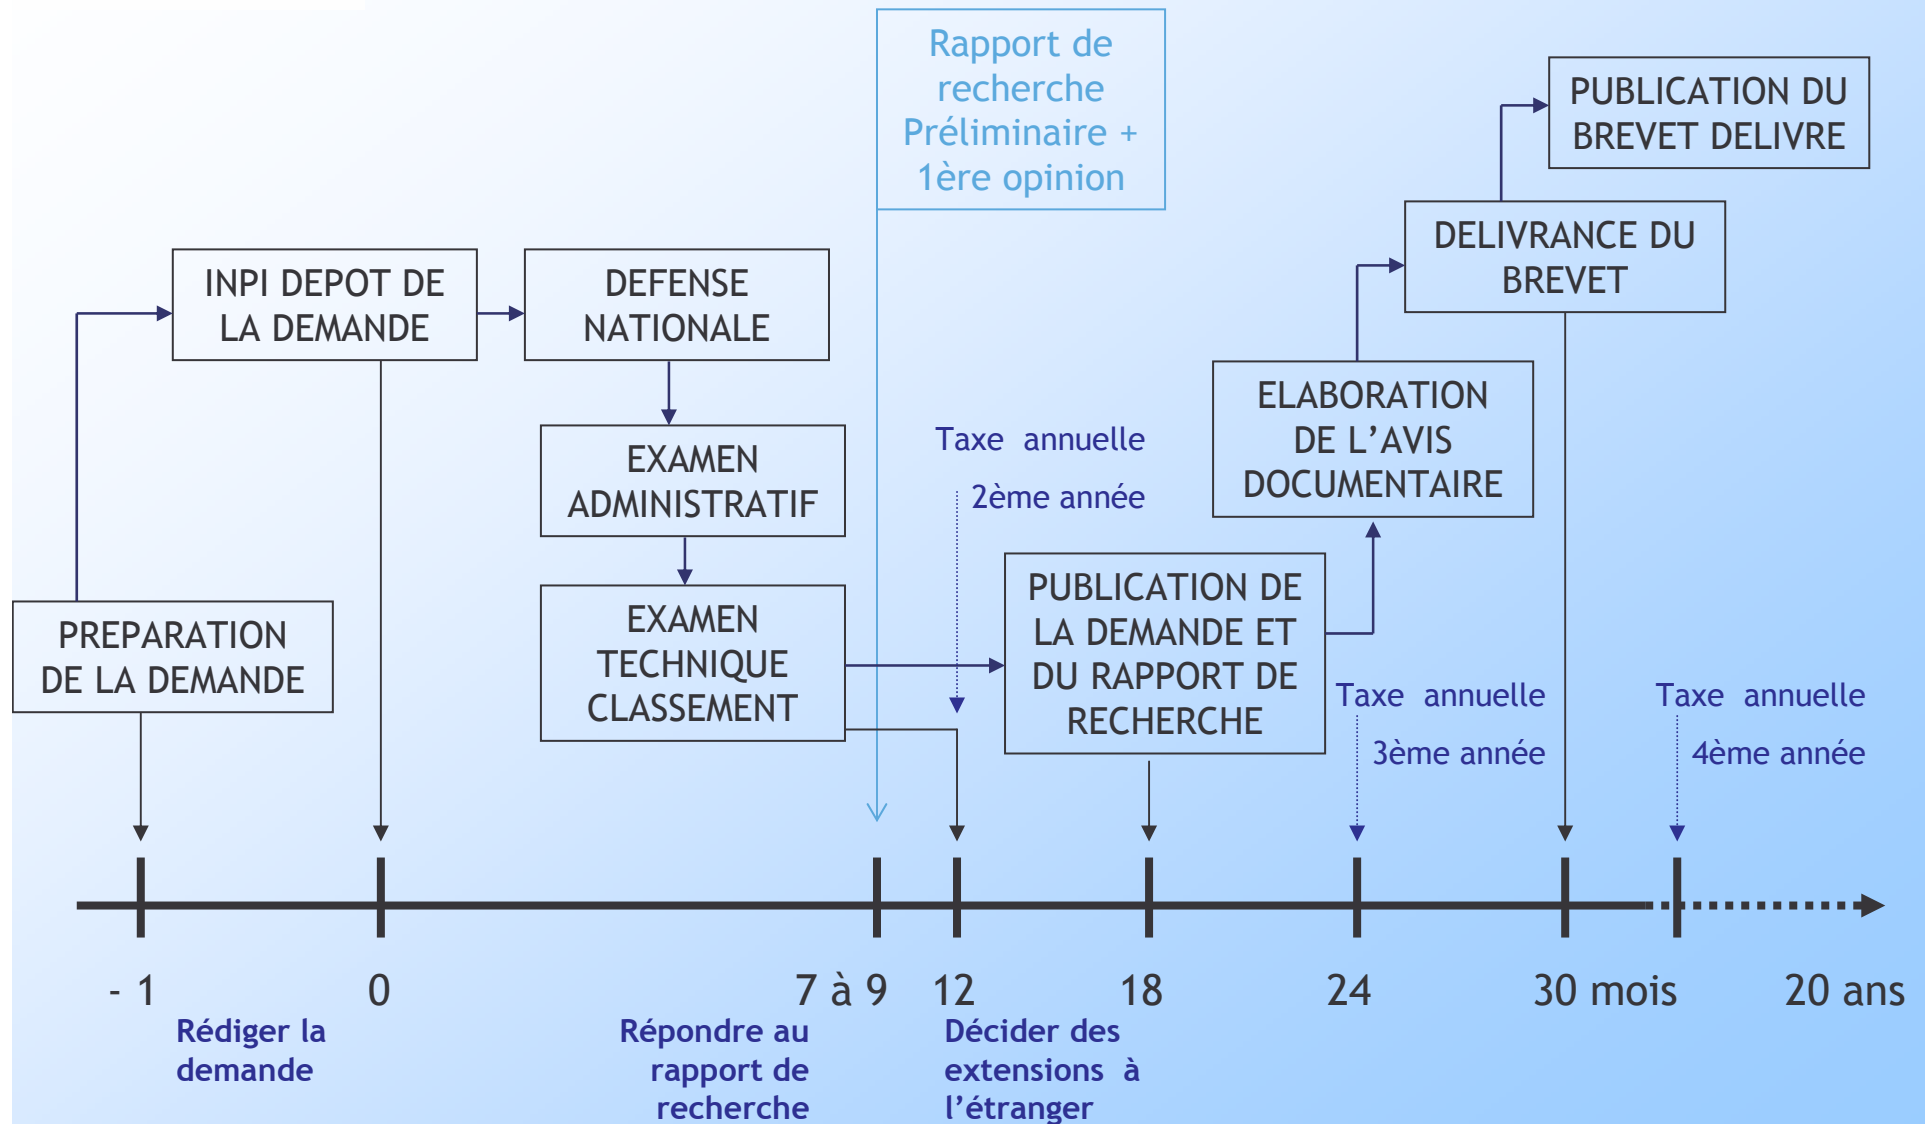 Rapport de
recherche
Préliminaire +
1ère opinion
PUBLICATION DU
BREVET DELIVRE
DELIVRANCE DU
BREVET
INPI DEPOT DE
LA DEMANDE
DEFENSE
NATIONALE
ELABORATION
DE L’AVIS
DOCUMENTAIRE
EXAMEN
ADMINISTRATIF
Taxe annuelle
2ème année
PREPARATION
DE LA DEMANDE
EXAMEN
TECHNIQUE
CLASSEMENT
PUBLICATION DE
LA DEMANDE ET
DU RAPPORT DE
RECHERCHE
Taxe annuelle
3ème année
Taxe annuelle
4ème année
- 1 0 7 à 9 12 18 24 30 mois 20 ans
Rédiger la
demande
Répondre au
rapport de
recherche
Décider des
extensions à
l’étranger